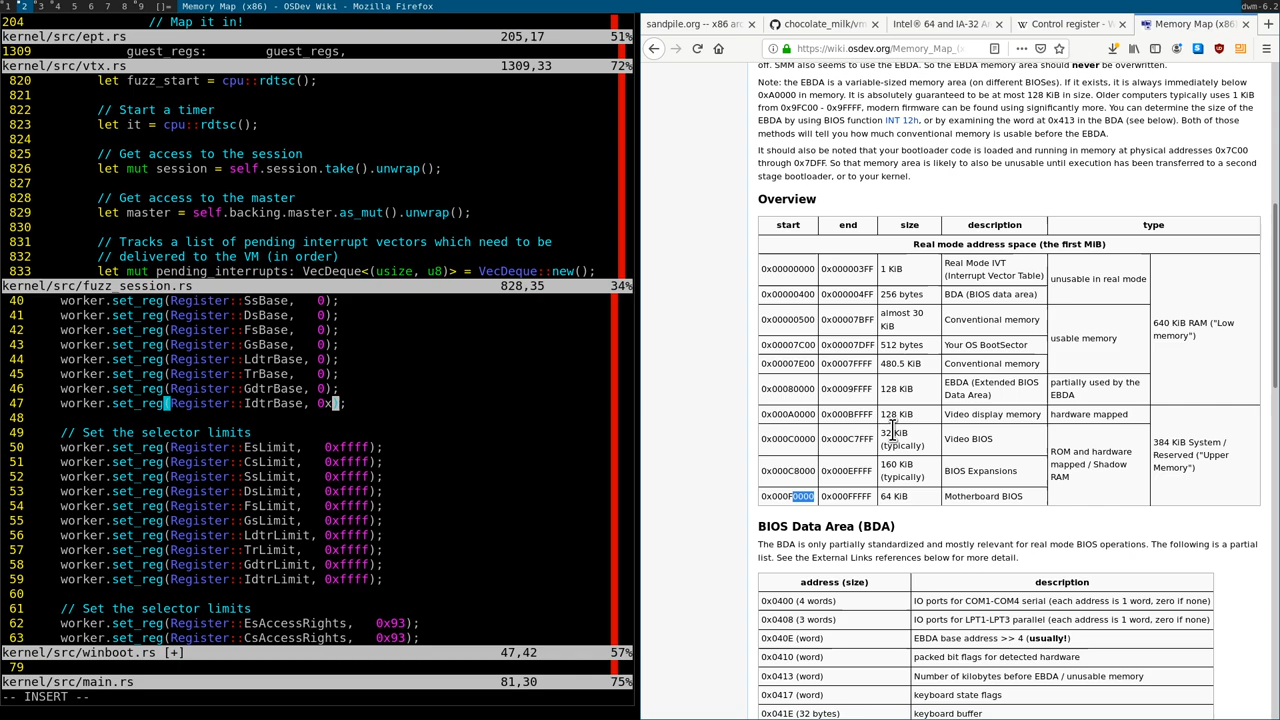 1 2 3 4 5 6 7 8 9 []= Memory Map (x86) - OSDev Wiki - Mozilla Firefox dwm-6.2
204 // Map it in!
kernel/src/ept.rs 205,17 51%
1309 guest_regs: guest_regs,
kernel/src/vtx.rs 1309,33 72%
820 let fuzz_start = cpu::rdtsc();
821
822 // Start a timer
823 let it = cpu::rdtsc();
824
825 // Get access to the session
826 let mut session = self.session.take().unwrap();
827
828 // Get access to the master
829 let master = self.backing.master.as_mut().unwrap();
830
831 // Tracks a list of pending interrupt vectors which need to be
832 // delivered to the VM (in order)
833 let mut pending_interrupts: VecDeque<(usize, u8)> = VecDeque::new();
kernel/src/fuzz_session.rs 828,35 34%
40 worker.set_reg(Register::SsBase, 0);
41 worker.set_reg(Register::DsBase, 0);
42 worker.set_reg(Register::FsBase, 0);
43 worker.set_reg(Register::GsBase, 0);
44 worker.set_reg(Register::LdtrBase, 0);
45 worker.set_reg(Register::TrBase, 0);
46 worker.set_reg(Register::GdtrBase, 0);
47 worker.set_reg(Register::IdtrBase, 0x);
48
49 // Set the selector limits
50 worker.set_reg(Register::EsLimit, 0xffff);
51 worker.set_reg(Register::CsLimit, 0xffff);
52 worker.set_reg(Register::SsLimit, 0xffff);
53 worker.set_reg(Register::DsLimit, 0xffff);
54 worker.set_reg(Register::FsLimit, 0xffff);
55 worker.set_reg(Register::GsLimit, 0xffff);
56 worker.set_reg(Register::LdtrLimit, 0xffff);
57 worker.set_reg(Register::TrLimit, 0xffff);
58 worker.set_reg(Register::GdtrLimit, 0xffff);
59 worker.set_reg(Register::IdtrLimit, 0xffff);
60
61 // Set the selector limits
62 worker.set_reg(Register::EsAccessRights, 0x93);
63 worker.set_reg(Register::CsAccessRights, 0x93);
kernel/src/winboot.rs [+] 47,42 57%
79
kernel/src/main.rs 81,30 75%
-- INSERT --
sandpile.org -- x86 ar chocolate_milk/vm Intel® 64 and IA-32 A Control register - W Memory Map (x86)
https://wiki.osdev.org/Memory_Map_(x
off. SMM also seems to use the EBDA. So the EBDA memory area should never be overwritten.
Note: the EBDA is a variable-sized memory area (on different BIOSes). If it exists, it is always immediately below
0xA0000 in memory. It is absolutely guaranteed to be at most 128 KiB in size. Older computers typically uses 1 KiB
from 0x9FC00 - 0x9FFFF, modern firmware can be found using significantly more. You can determine the size of the
EBDA by using BIOS function INT 12h, or by examining the word at 0x413 in the BDA (see below). Both of those
methods will tell you how much conventional memory is usable before the EBDA.
It should also be noted that your bootloader code is loaded and running in memory at physical addresses 0x7C00
through 0x7DFF. So that memory area is likely to also be unusable until execution has been transferred to a second
stage bootloader, or to your kernel.
Overview
start end size description type
Real mode address space (the first MiB)
0x00000000 0x000003FF 1 KiB Real Mode IVT (Interrupt Vector Table) unusable in real mode 640 KiB RAM ("Low memory")
0x00000400 0x000004FF 256 bytes BDA (BIOS data area)
0x00000500 0x00007BFF almost 30 KiB Conventional memory usable memory
0x00007C00 0x00007DFF 512 bytes Your OS BootSector
0x00007E00 0x0007FFFF 480.5 KiB Conventional memory
0x00080000 0x0009FFFF 128 KiB EBDA (Extended BIOS Data Area) partially used by the EBDA
0x000A0000 0x000BFFFF 128 KiB Video display memory hardware mapped 384 KiB System / Reserved ("Upper Memory")
0x000C0000 0x000C7FFF 32 KiB (typically) Video BIOS ROM and hardware mapped / Shadow RAM
0x000C8000 0x000EFFFF 160 KiB (typically) BIOS Expansions
0x000F0000 0x000FFFFF 64 KiB Motherboard BIOS
BIOS Data Area (BDA)
The BDA is only partially standardized and mostly relevant for real mode BIOS operations. The following is a partial
list. See the External Links references below for more detail.
address (size) description
0x0400 (4 words) IO ports for COM1-COM4 serial (each address is 1 word, zero if none)
0x0408 (3 words) IO ports for LPT1-LPT3 parallel (each address is 1 word, zero if none)
0x040E (word) EBDA base address >> 4 (usually!)
0x0410 (word) packed bit flags for detected hardware
0x0413 (word) Number of kilobytes before EBDA / unusable memory
0x0417 (word) keyboard state flags
0x041E (32 bytes) keyboard buffer